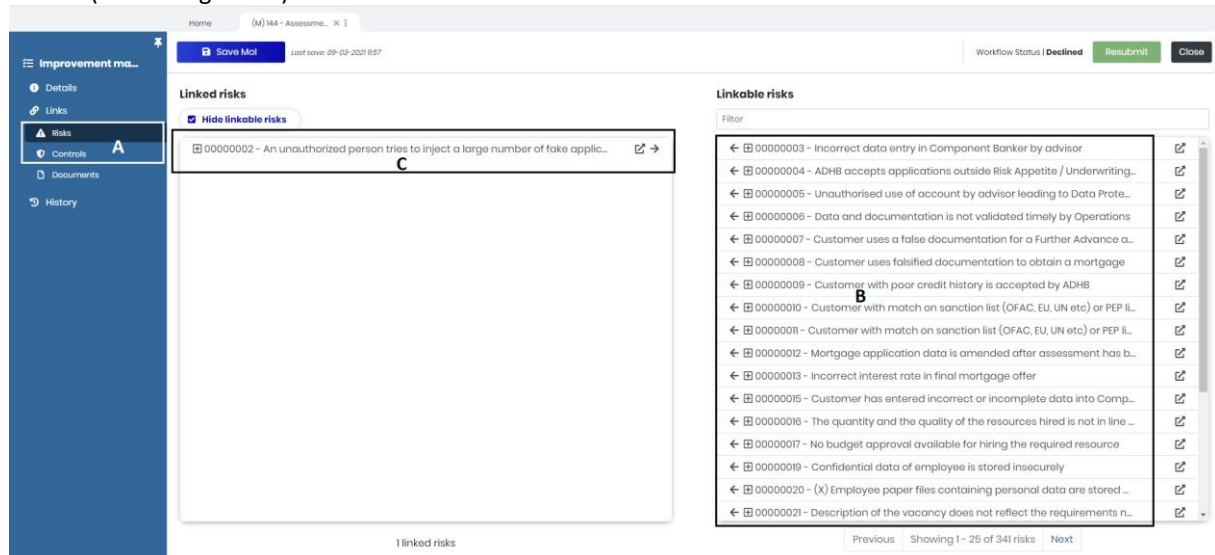 Home
(M) 144 - Assessme...
Save MoI
Last save: 09-03-2021 11:57
Workflow Status | Declined
Resubmit
Close
Improvement ma...
Details
Links
Risks
Controls
A
Documents
History
Linked risks
Hide linkable risks
00000002 - An unauthorized person tries to inject a large number of fake applic...
C
1 linked risks
Linkable risks
Filter
00000003 - Incorrect data entry in Component Banker by advisor
00000004 - ADHB accepts applications outside Risk Appetite / Underwriting...
00000005 - Unauthorised use of account by advisor leading to Data Prote...
00000006 - Data and documentation is not validated timely by Operations
00000007 - Customer uses a false documentation for a Further Advance a...
00000008 - Customer uses falsified documentation to obtain a mortgage
00000009 - Customer with poor credit history is accepted by ADHB
B
00000010 - Customer with match on sanction list (OFAC, EU, UN etc) or PEP li...
00000011 - Customer with match on sanction list (OFAC, EU, UN etc) or PEP li...
00000012 - Mortgage application data is amended after assessment has b...
00000013 - Incorrect interest rate in final mortgage offer
00000015 - Customer has entered incorrect or incomplete data into Comp...
00000016 - The quantity and the quality of the resources hired is not in line ...
00000017 - No budget approval available for hiring the required resource
00000019 - Confidential data of employee is stored insecurely
00000020 - (X) Employee paper files containing personal data are stored ...
00000021 - Description of the vacancy does not reflect the requirements n...
Previous Showing 1 - 25 of 341 risks Next